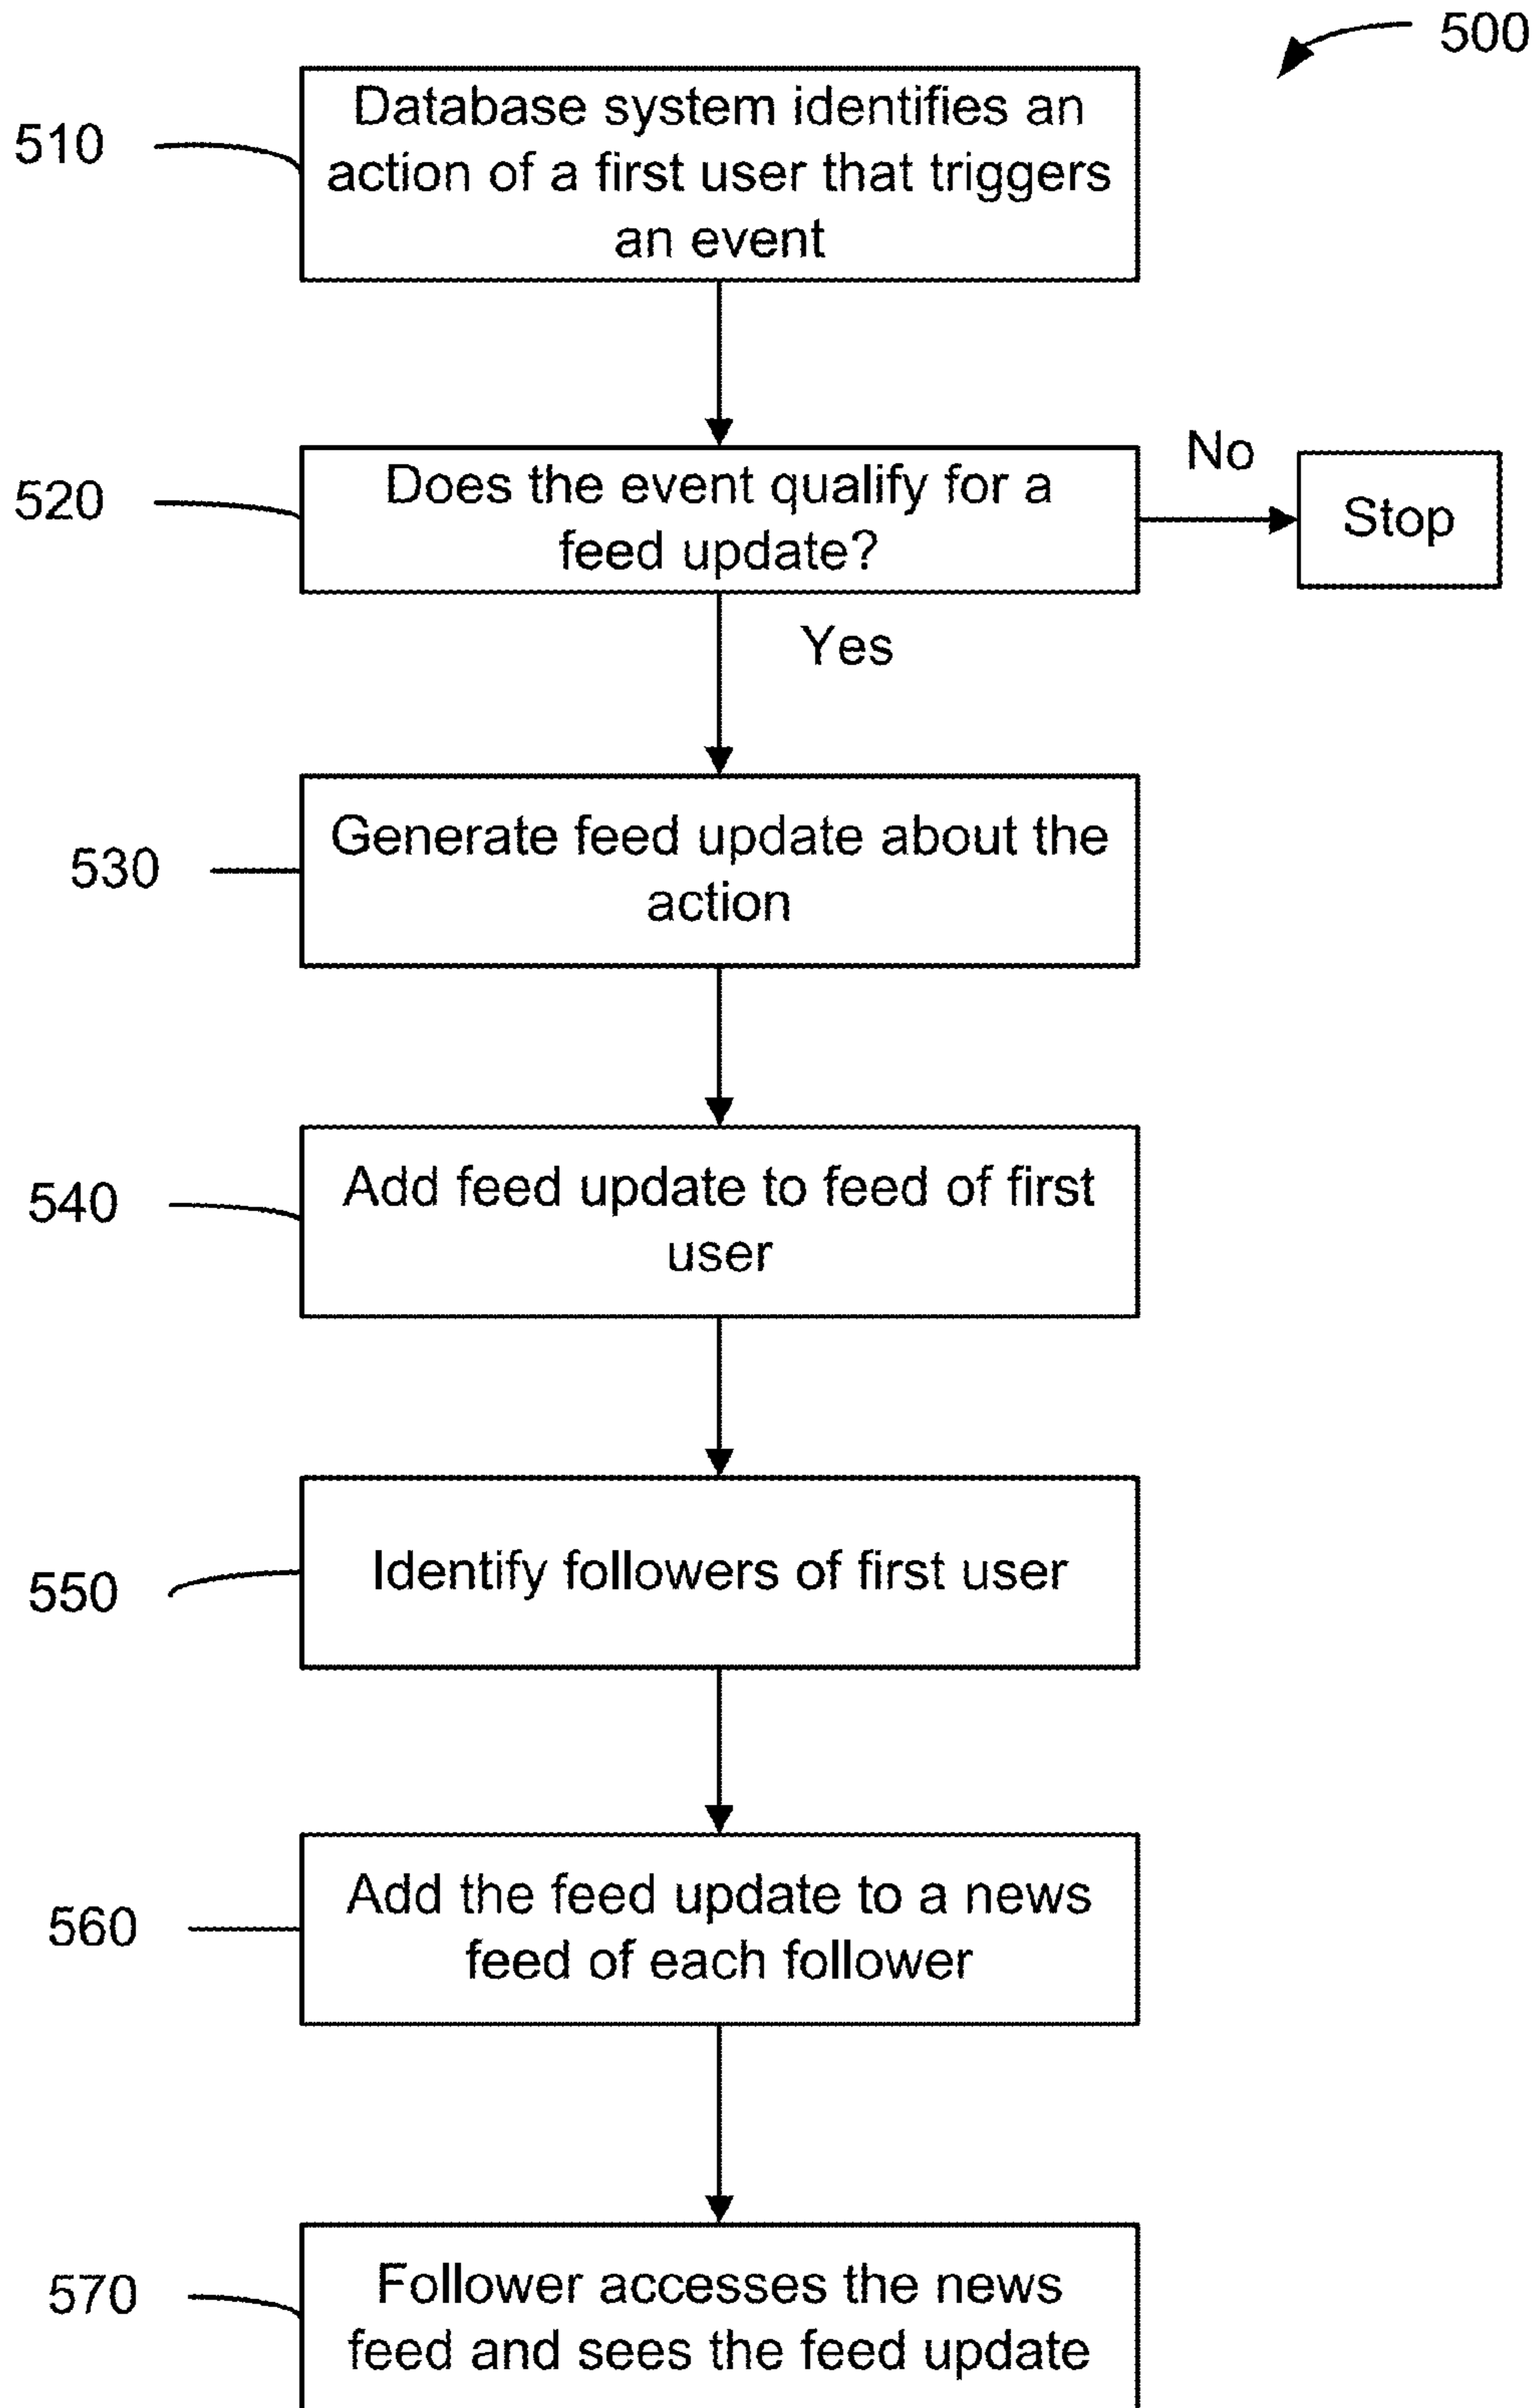 500
510
Database system identifies an
action of a first user that triggers
an event
520
Does the event qualify for a
feed update?
No
Stop
Yes
530
Generate feed update about the
action
540
Add feed update to feed of first
user
550
Identify followers of first user
560
Add the feed update to a news
feed of each follower
570
Follower accesses the news
feed and sees the feed update